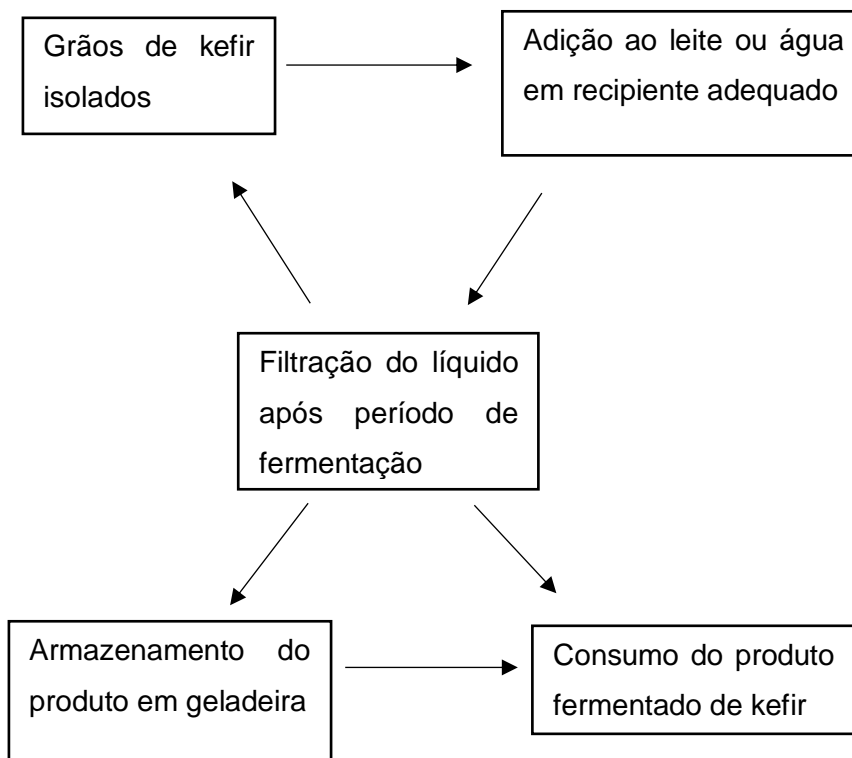 Grãos de kefir
isolados
Adição ao leite ou água
em recipiente adequado
Filtração do líquido
após período de
fermentação
Armazenamento do
produto em geladeira
Consumo do produto
fermentado de kefir